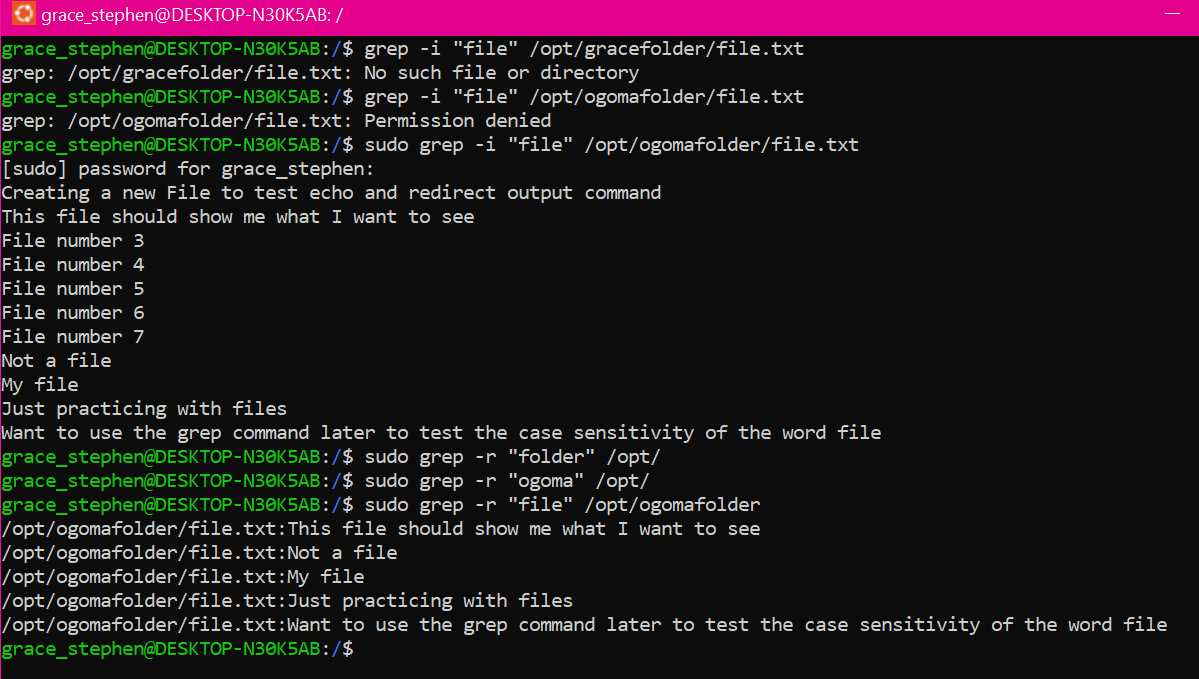 grace_stephen@DESKTOP-N30K5AB: /
grace_stephen@DESKTOP-N30K5AB:/$ grep -i "file" /opt/gracefolder/file.txt
grep: /opt/gracefolder/file.txt: No such file or directory
grace_stephen@DESKTOP-N30K5AB:/$ grep -i "file" /opt/ogomafolder/file.txt
grep: /opt/ogomafolder/file.txt: Permission denied
grace_stephen@DESKTOP-N30K5AB:/$ sudo grep -i "file" /opt/ogomafolder/file.txt
[sudo] password for grace_stephen:
Creating a new File to test echo and redirect output command
This file should show me what I want to see
File number 3
File number 4
File number 5
File number 6
File number 7
Not a file
My file
Just practicing with files
Want to use the grep command later to test the case sensitivity of the word file
grace_stephen@DESKTOP-N30K5AB:/$ sudo grep -r "folder" /opt/
grace_stephen@DESKTOP-N30K5AB:/$ sudo grep -r "ogoma" /opt/
grace_stephen@DESKTOP-N30K5AB:/$ sudo grep -r "file" /opt/ogomafolder
/opt/ogomafolder/file.txt:This file should show me what I want to see
/opt/ogomafolder/file.txt:Not a file
/opt/ogomafolder/file.txt:My file
/opt/ogomafolder/file.txt:Just practicing with files
/opt/ogomafolder/file.txt:Want to use the grep command later to test the case sensitivity of the word file
grace_stephen@DESKTOP-N30K5AB:/$